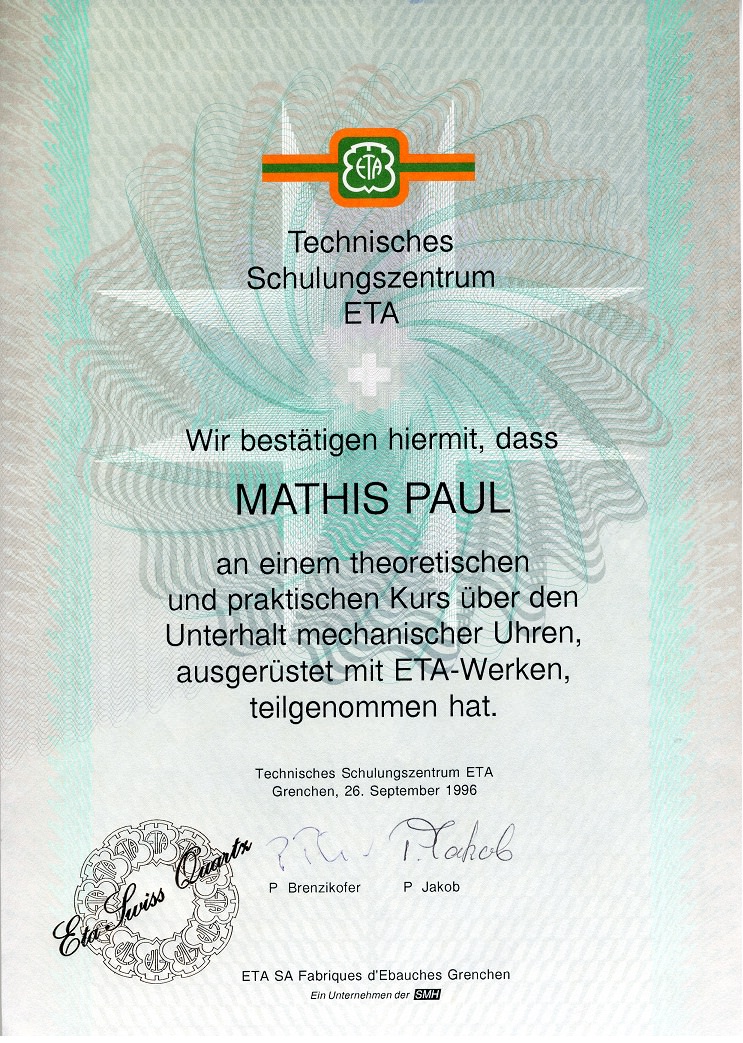 ETA
Technisches
Schulungszentrum
ETA
Wir bestätigen hiermit, dass
MATHIS PAUL
an einem theoretischen
und praktischen Kurs über den
Unterhalt mechanischer Uhren,
ausgerüstet mit ETA-Werken,
teilgenommen hat.
Technisches Schulungszentrum ETA
Grenchen, 26. September 1996
P. Jakob
P Brenzikofer P Jakob
Eta Swiss Quartz
ETA SA Fabriques d'Ebauches Grenchen
Ein Unternehmen der SMH